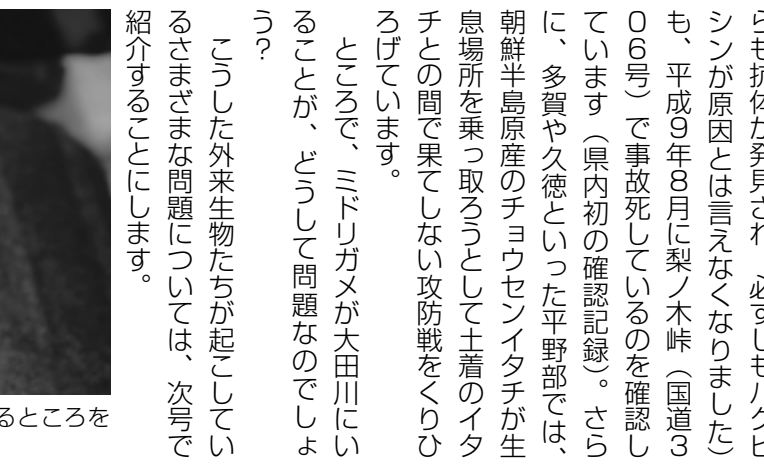 らも抗体が発見され、必ずしもハクビ
シンが原因とは言えなくなりました）
も、平成９年８月に梨ノ木峠（国道３
０６号）で事故死しているのを確認し
ています（県内初の確認記録）。さら
に、多賀や久徳といった平野部では、
朝鮮半島原産のチョウセンイタチが生
息場所を乗っ取ろうとして土着のイタ
チとの間で果てしない攻防戦をくりひ
ろげています。
　ところで、ミドリガメが大田川にい
ることが、どうして問題なのでしょ
う？
　こうした外来生物たちが起こしてい
るさまざまな問題については、次号で
紹介することにします。
るところを